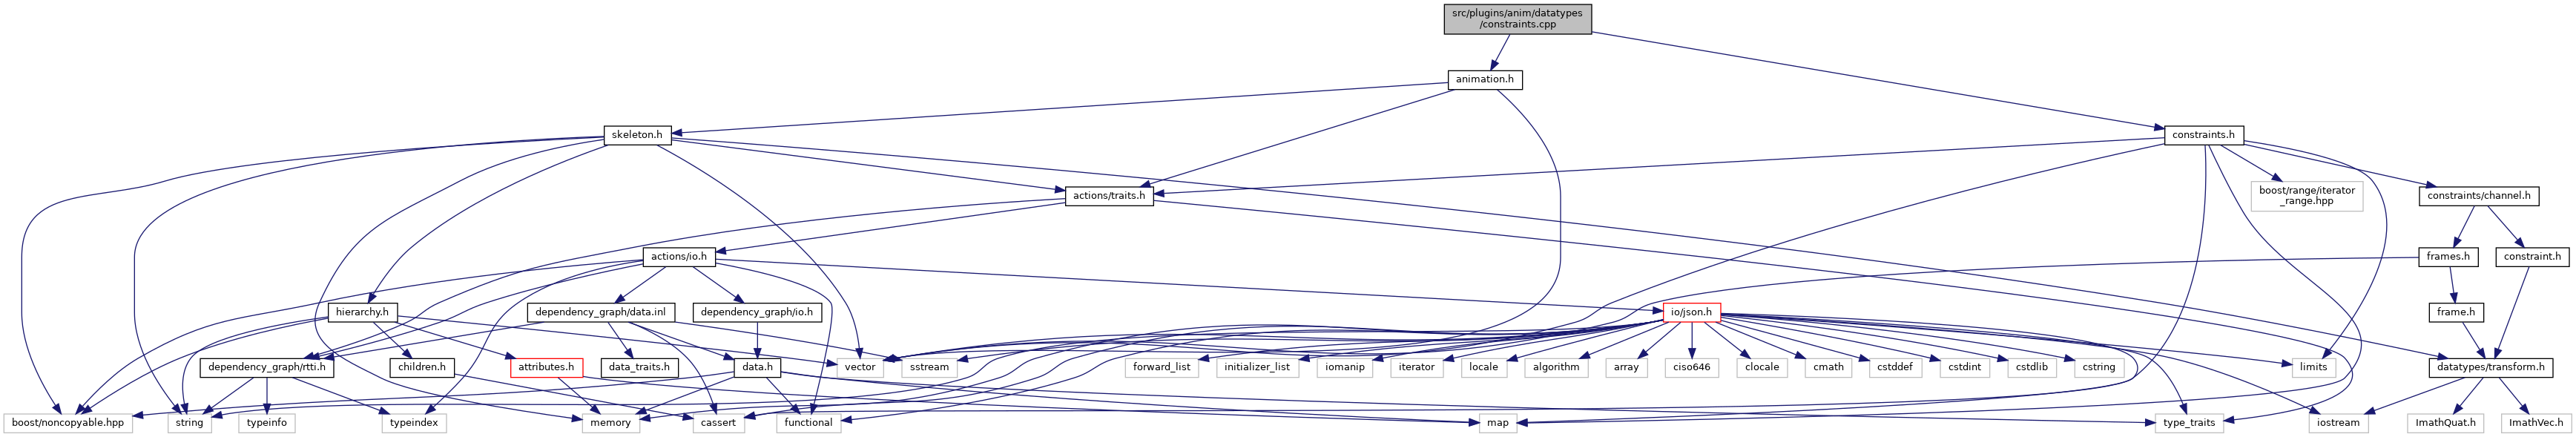 src/plugins/anim/datatypes
/constraints.cpp
animation.h
skeleton.h
constraints.h
actions/traits.h
boost/range/iterator
_range.hpp
constraints/channel.h
actions/io.h
frames.h
constraint.h
hierarchy.h
dependency_graph/data.inl
dependency_graph/io.h
io/json.h
frame.h
dependency_graph/rtti.h
children.h
attributes.h
data_traits.h
data.h
vector
sstream
forward_list
initializer_list
iomanip
iterator
locale
algorithm
array
ciso646
clocale
cmath
cstddef
cstdint
cstdlib
cstring
limits
datatypes/transform.h
boost/noncopyable.hpp
string
typeinfo
typeindex
memory
cassert
functional
map
type_traits
iostream
ImathQuat.h
ImathVec.h